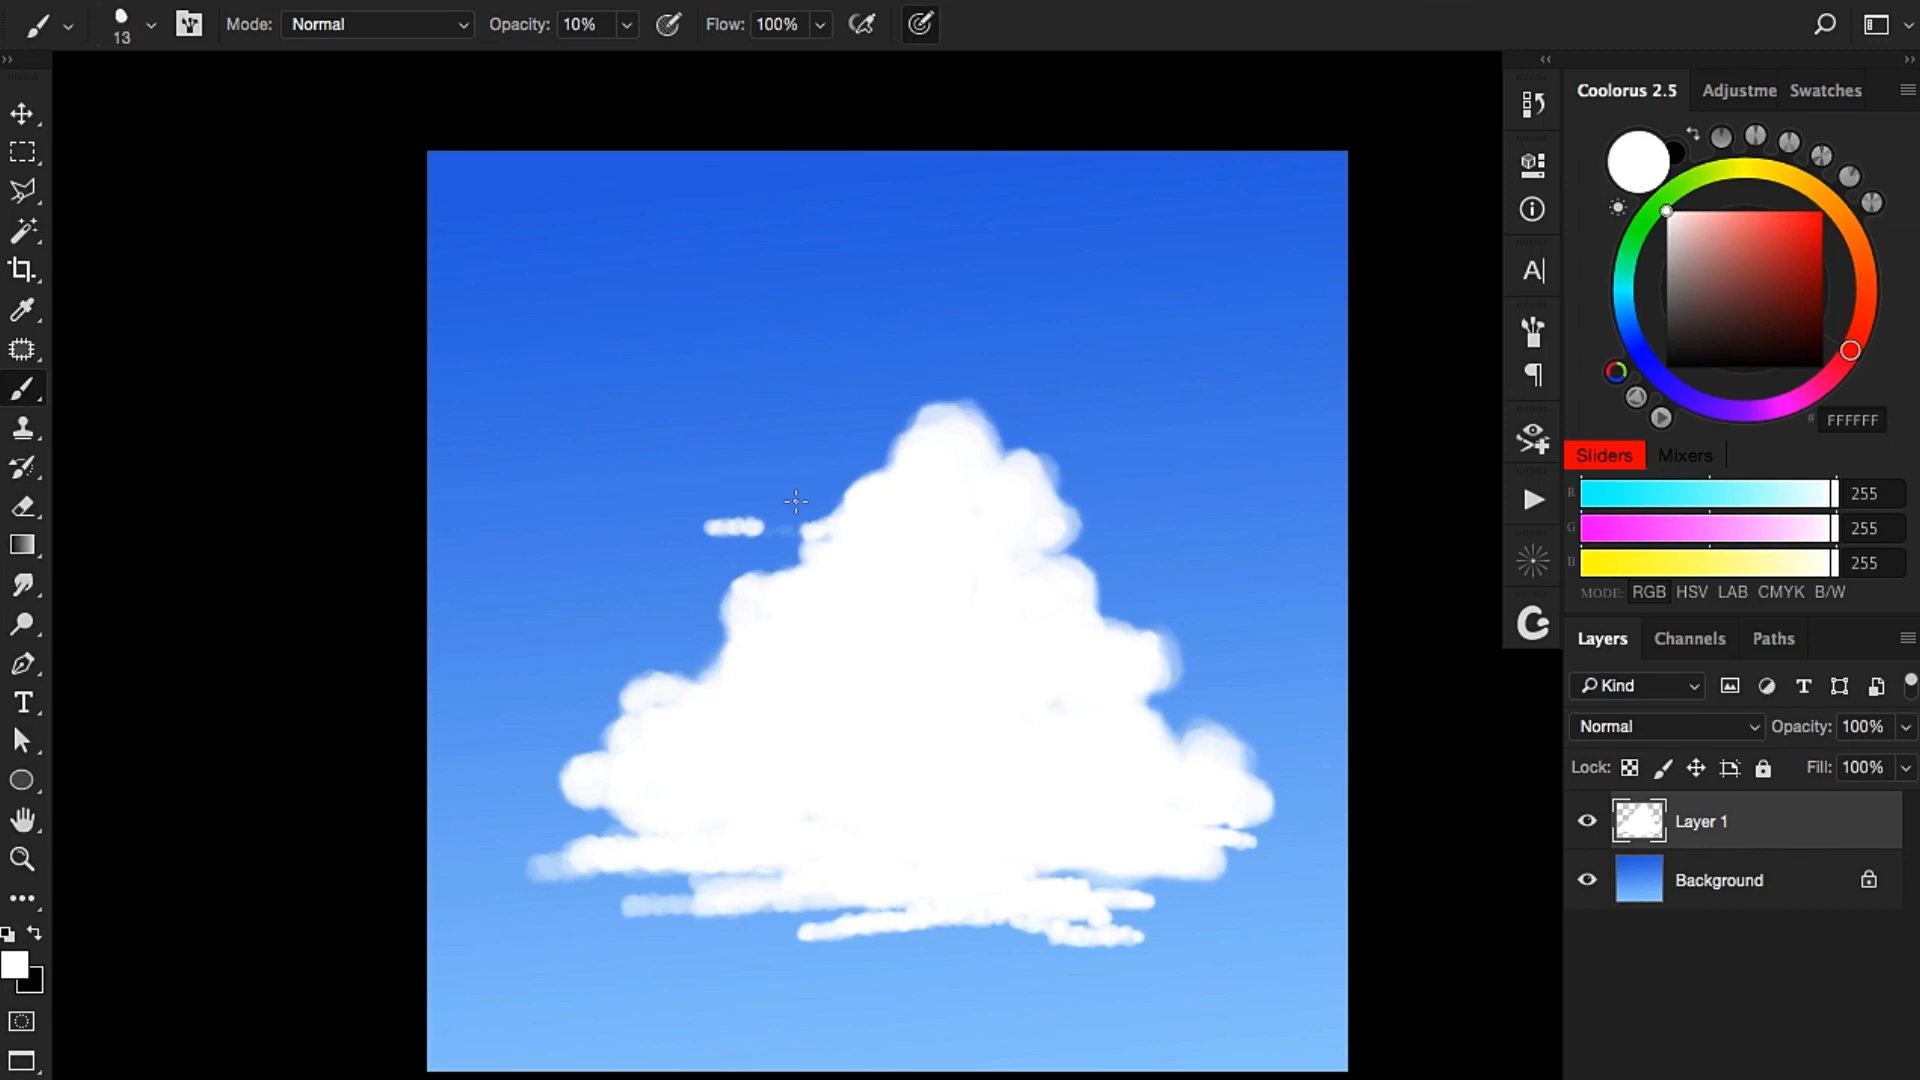 13
Mode: Normal Opacity: 10% Flow: 100%
Coolorus 2.5 Adjustme Swatches
# FFFFFF
Sliders Mixers
R 255
G 255
B 255
MODE: RGB HSV LAB CMYK B/W
Layers Channels Paths
Kind
Normal Opacity: 100%
Lock: Fill: 100%
Layer 1
Background